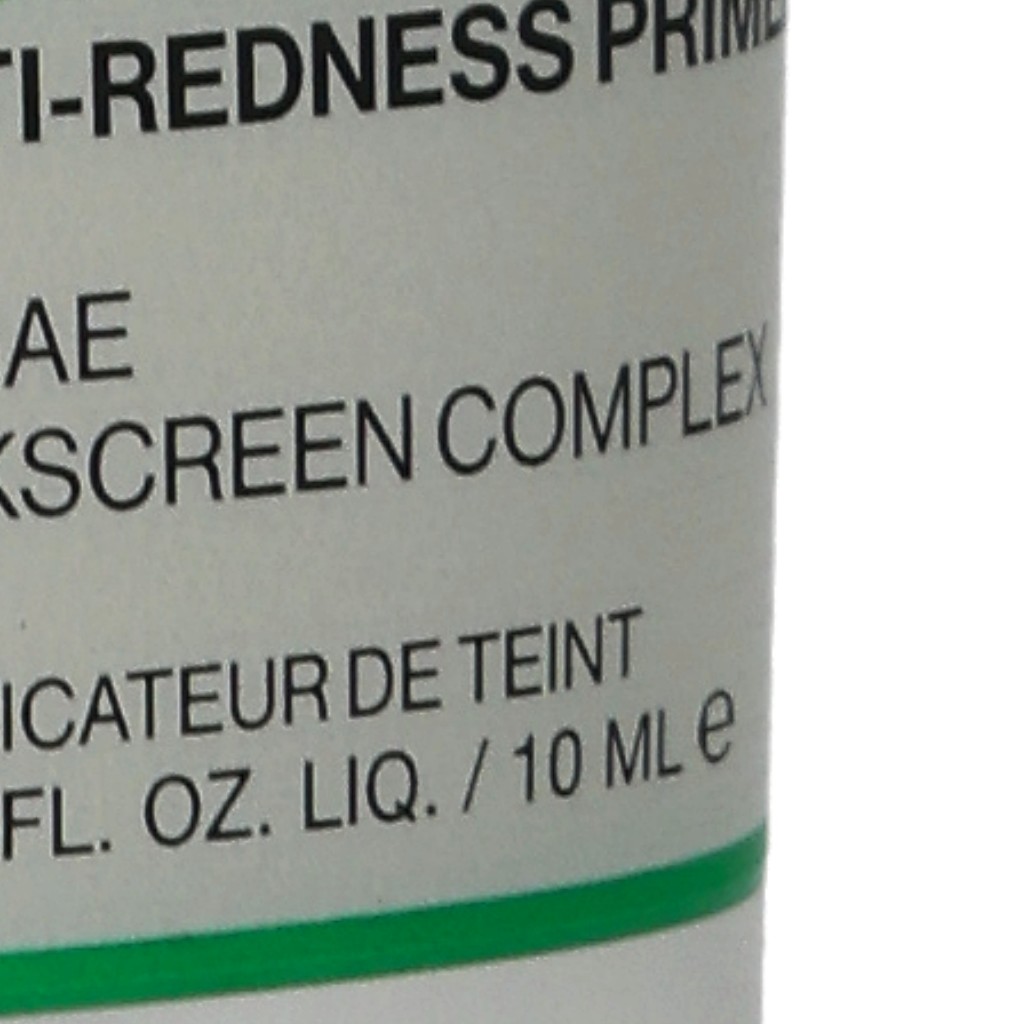 TI-REDNESS PRIME
AE
KSCREEN COMPLEX
ICATEUR DE TEINT
FL. OZ. LIQ. / 10 ML e